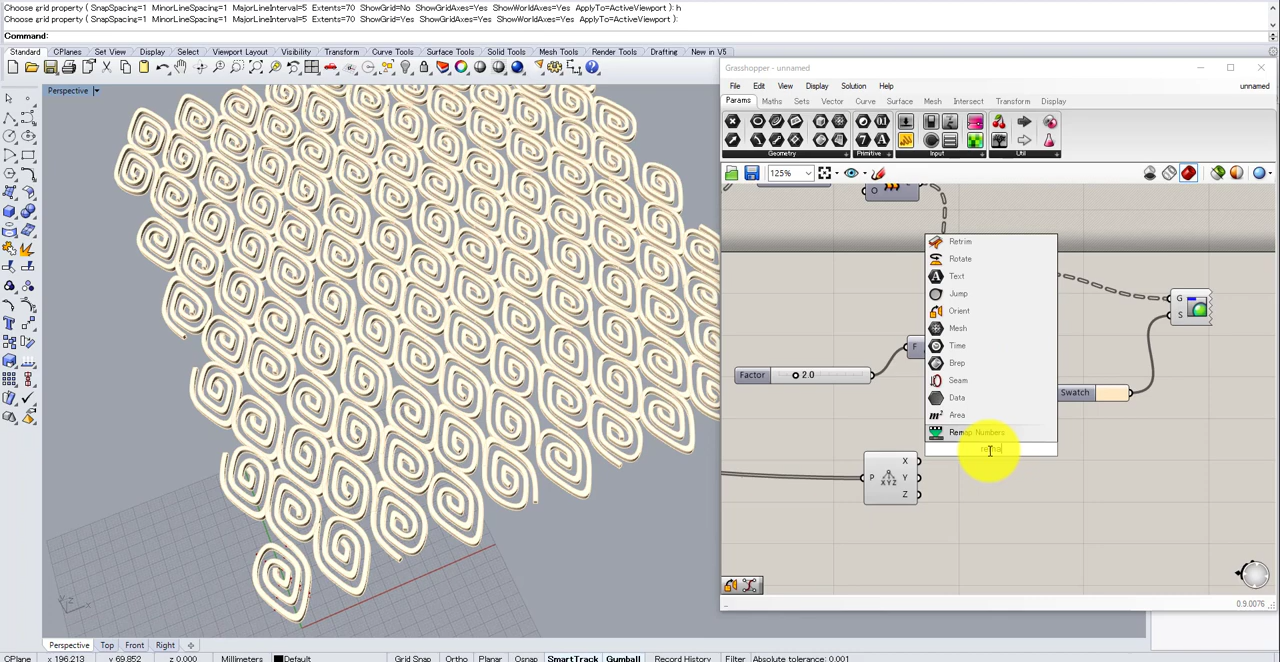 Choose grid property ( SnapSpacing=1 MinorLineSpacing=1 MajorLineInterval=5 Extents=70 ShowGrid=No ShowGridAxes=Yes ShowWorldAxes=Yes ApplyTo=ActiveViewport ): h
Choose grid property ( SnapSpacing=1 MinorLineSpacing=1 MajorLineInterval=5 Extents=70 ShowGrid=Yes ShowGridAxes=Yes ShowWorldAxes=Yes ApplyTo=ActiveViewport ):
Command:
Standard CPlanes Set View Display Select Viewport Layout Visibility Transform Curve Tools Surface Tools Solid Tools Mesh Tools Render Tools Drafting New in V5
Perspective
Grasshopper - unnamed
File Edit View Display Solution Help unnamed
Params Maths Sets Vector Curve Surface Mesh Intersect Transform Display
Geometry Primitive Input Util
125%
O
Retrim
Rotate
Text
Jump
Orient
Mesh
Time
Brep
Seam
Data
m² Area
Remap Numbers
rema
G
S
Factor 2.0
F
Swatch
P XYZ X
Y
Z
0.9.0076
z y x
Perspective Top Front Right
CPlane x 196.213 y 69.852 z 0.000 Millimeters Default Grid Snap Ortho Planar Osnap SmartTrack Gumball Record History Filter Absolute tolerance: 0.001